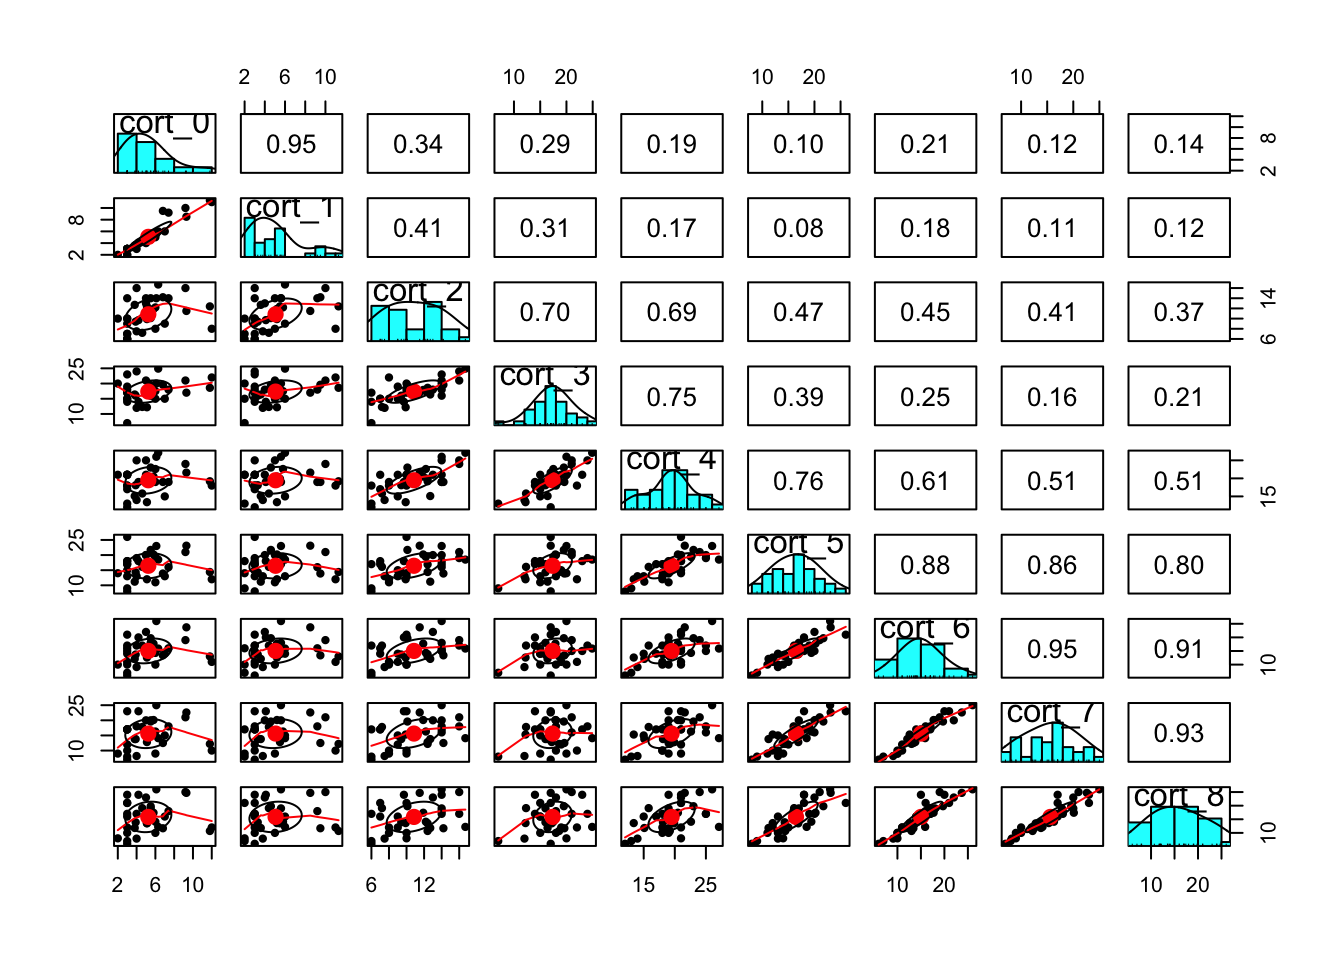 2 6 10 10 20 10 20 10 20
cort_0 0.95 0.34 0.29 0.19 0.10 0.21 0.12 0.14 2 8
2 8 cort_1 0.41 0.31 0.17 0.08 0.18 0.11 0.12
cort_2 0.70 0.69 0.47 0.45 0.41 0.37 6 14
10 25 cort_3 0.75 0.39 0.25 0.16 0.21
cort_4 0.76 0.61 0.51 0.51 15
10 25 cort_5 0.88 0.86 0.80
cort_6 0.95 0.91 10
10 25 cort_7 0.93
cort_8 10
2 6 10 6 12 15 25 10 20 10 20